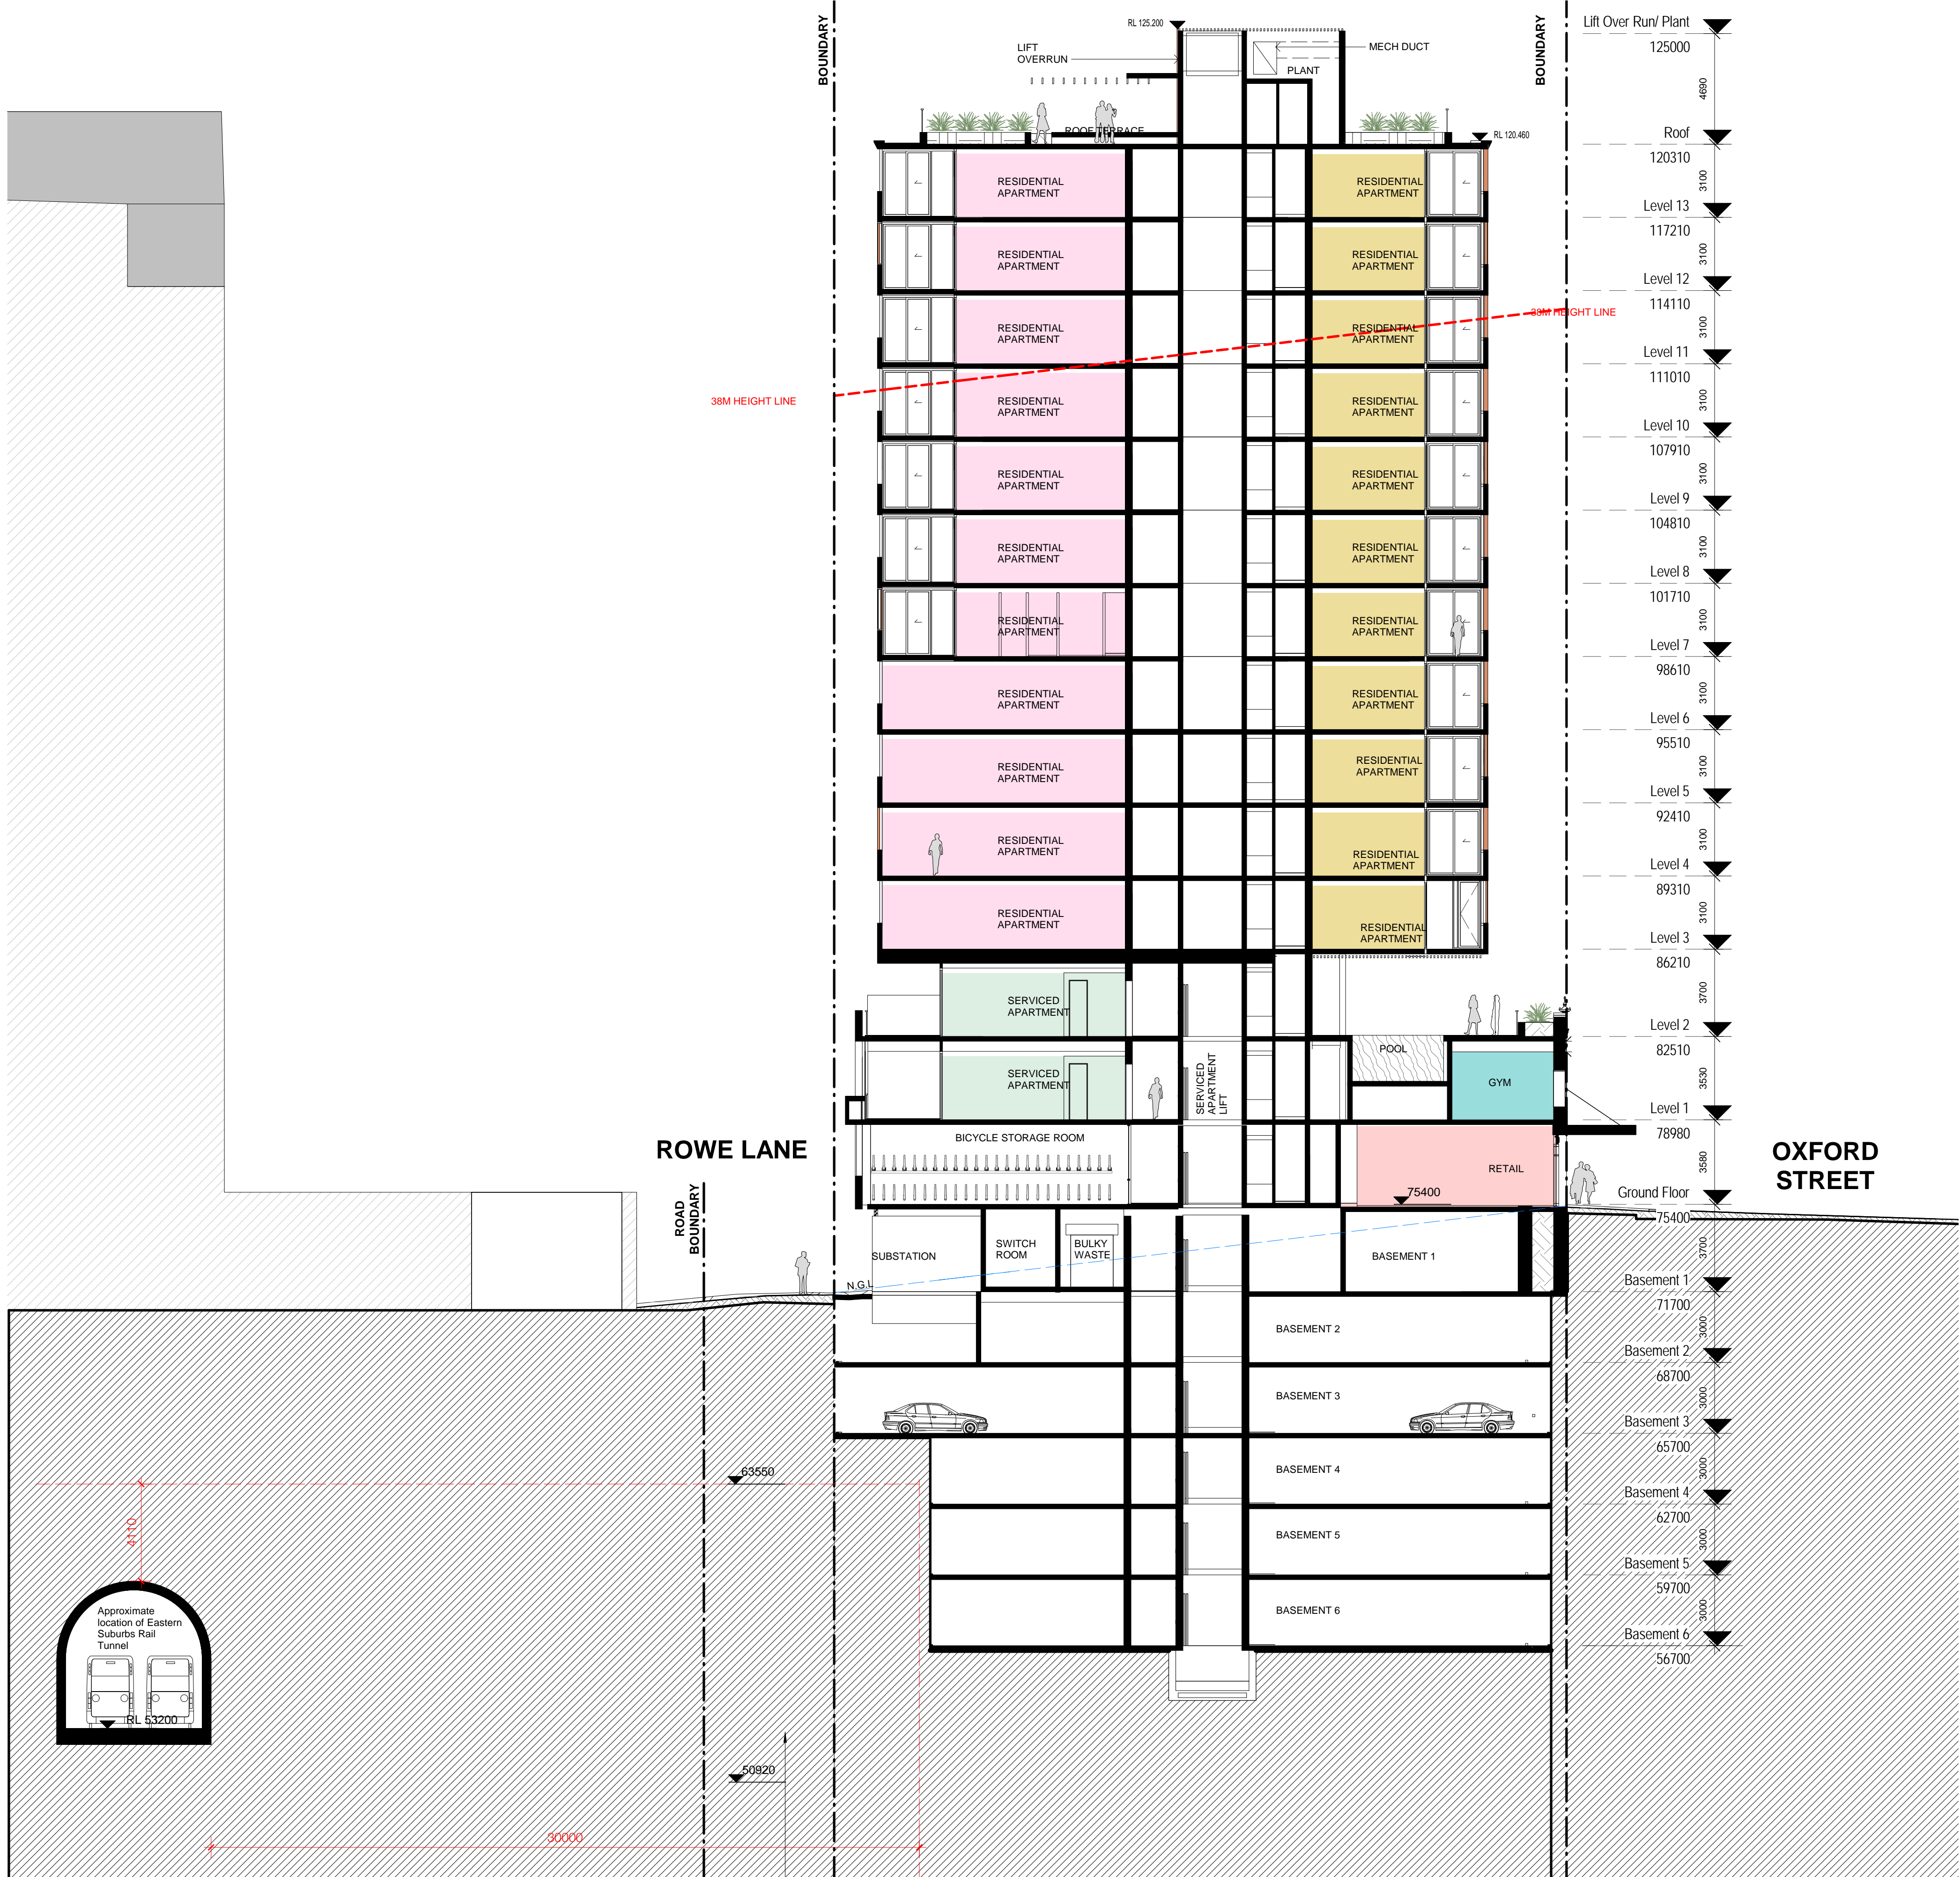 BOUNDARY
RL 125.200
LIFT
OVERRUN
MECH DUCT
PLANT
BOUNDARY
Lift Over Run/ Plant
125000
4690
ROOF TERRACE
RL 120.460
Roof
120310
3100
RESIDENTIAL
APARTMENT
RESIDENTIAL
APARTMENT
Level 13
117210
3100
RESIDENTIAL
APARTMENT
RESIDENTIAL
APARTMENT
Level 12
114110
3100
38M HEIGHT LINE
RESIDENTIAL
APARTMENT
RESIDENTIAL
APARTMENT
Level 11
111010
3100
38M HEIGHT LINE
RESIDENTIAL
APARTMENT
RESIDENTIAL
APARTMENT
Level 10
107910
3100
RESIDENTIAL
APARTMENT
RESIDENTIAL
APARTMENT
Level 9
104810
3100
RESIDENTIAL
APARTMENT
RESIDENTIAL
APARTMENT
Level 8
101710
3100
RESIDENTIAL
APARTMENT
RESIDENTIAL
APARTMENT
Level 7
98610
3100
RESIDENTIAL
APARTMENT
RESIDENTIAL
APARTMENT
Level 6
95510
3100
RESIDENTIAL
APARTMENT
RESIDENTIAL
APARTMENT
Level 5
92410
3100
RESIDENTIAL
APARTMENT
RESIDENTIAL
APARTMENT
Level 4
89310
3100
RESIDENTIAL
APARTMENT
RESIDENTIAL
APARTMENT
Level 3
86210
3700
SERVICED
APARTMENT
Level 2
82510
3530
SERVICED
APARTMENT
SERVICED
APARTMENT
LIFT
POOL
GYM
Level 1
78980
3580
ROWE LANE
BICYCLE STORAGE ROOM
RETAIL
OXFORD
STREET
75400
Ground Floor
75400
3700
ROAD
BOUNDARY
SUBSTATION
SWITCH
ROOM
BULKY
WASTE
BASEMENT 1
N.G.L
Basement 1
71700
3000
BASEMENT 2
Basement 2
68700
3000
BASEMENT 3
Basement 3
65700
3000
63550
BASEMENT 4
Basement 4
62700
3000
4110
BASEMENT 5
Basement 5
59700
3000
Approximate
location of Eastern
Suburbs Rail
Tunnel
BASEMENT 6
Basement 6
56700
RL 53200
50920
30000